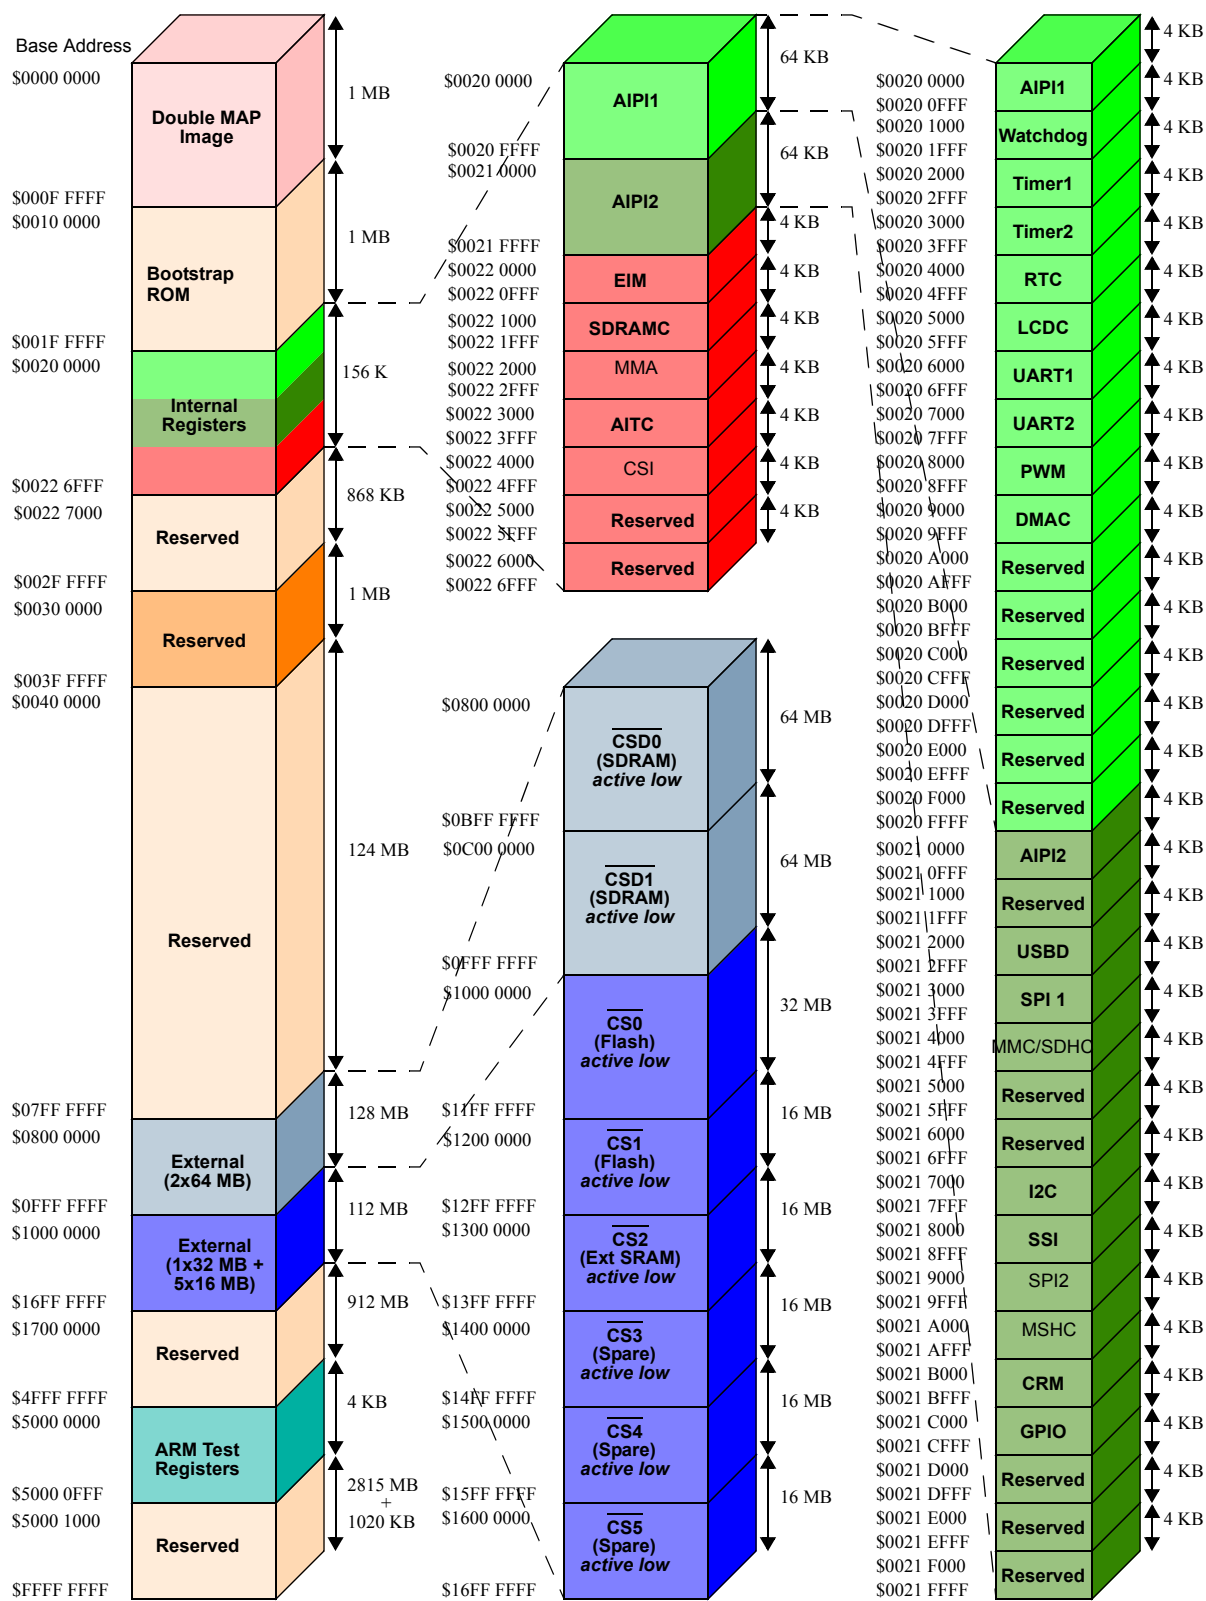 Base Address
$0000 0000
Double MAP
Image
1 MB
$000F FFFF
$0010 0000
Bootstrap
ROM
1 MB
$001F FFFF
$0020 0000
Internal
Registers
156 K
$0022 6FFF
$0022 7000
Reserved
868 KB
$002F FFFF
$0030 0000
Reserved
1 MB
$003F FFFF
$0040 0000
Reserved
124 MB
$07FF FFFF
$0800 0000
External
(2x64 MB)
128 MB
$0FFF FFFF
$1000 0000
External
(1x32 MB +
5x16 MB)
112 MB
$16FF FFFF
$1700 0000
Reserved
912 MB
$4FFF FFFF
$5000 0000
ARM Test
Registers
4 KB
$5000 0FFF
$5000 1000
Reserved
2815 MB
+
1020 KB
$FFFF FFFF
$0020 0000
AIPI1
64 KB
$0020 FFFF
$0021 0000
AIPI2
64 KB
$0021 FFFF
$0022 0000
EIM
4 KB
$0022 0FFF
4 KB
$0022 1000
SDRAMC
$0022 1FFF
4 KB
$0022 2000
MMA
$0022 2FFF
4 KB
$0022 3000
AITC
$0022 3FFF
4 KB
$0022 4000
CSI
$0022 4FFF
4 KB
$0022 5000
Reserved
$0022 5FFF
4 KB
$0022 6000
Reserved
$0022 6FFF
$0800 0000
CSD0
(SDRAM)
active low
64 MB
$0BFF FFFF
$0C00 0000
CSD1
(SDRAM)
active low
64 MB
$0FFF FFFF
$1000 0000
CS0
(Flash)
active low
32 MB
$11FF FFFF
$1200 0000
CS1
(Flash)
active low
16 MB
$12FF FFFF
$1300 0000
CS2
(Ext SRAM)
active low
16 MB
$13FF FFFF
$1400 0000
CS3
(Spare)
active low
16 MB
$14FF FFFF
$1500 0000
CS4
(Spare)
active low
16 MB
$15FF FFFF
$1600 0000
CS5
(Spare)
active low
16 MB
$16FF FFFF
4 KB
$0020 0000
AIPI1
4 KB
$0020 0FFF
$0020 1000
Watchdog
4 KB
$0020 1FFF
$0020 2000
Timer1
4 KB
$0020 2FFF
$0020 3000
Timer2
4 KB
$0020 3FFF
$0020 4000
RTC
4 KB
$0020 4FFF
$0020 5000
LCDC
4 KB
$0020 5FFF
$0020 6000
UART1
4 KB
$0020 6FFF
$0020 7000
UART2
4 KB
$0020 7FFF
$0020 8000
PWM
4 KB
$0020 8FFF
$0020 9000
DMAC
4 KB
$0020 9FFF
$0020 A000
Reserved
4 KB
$0020 AFFF
$0020 B000
Reserved
4 KB
$0020 BFFF
$0020 C000
Reserved
4 KB
$0020 CFFF
$0020 D000
Reserved
4 KB
$0020 DFFF
$0020 E000
Reserved
4 KB
$0020 EFFF
$0020 F000
Reserved
4 KB
$0020 FFFF
$0021 0000
AIPI2
4 KB
$0021 0FFF
$0021 1000
Reserved
4 KB
$0021 1FFF
$0021 2000
USBD
4 KB
$0021 2FFF
$0021 3000
SPI 1
4 KB
$0021 3FFF
$0021 4000
MMC/SDHC
4 KB
$0021 4FFF
$0021 5000
Reserved
4 KB
$0021 5FFF
$0021 6000
Reserved
4 KB
$0021 6FFF
$0021 7000
I2C
4 KB
$0021 7FFF
$0021 8000
SSI
4 KB
$0021 8FFF
$0021 9000
SPI2
4 KB
$0021 9FFF
$0021 A000
MSHC
4 KB
$0021 AFFF
$0021 B000
CRM
4 KB
$0021 BFFF
$0021 C000
GPIO
4 KB
$0021 CFFF
$0021 D000
Reserved
4 KB
$0021 DFFF
$0021 E000
Reserved
4 KB
$0021 EFFF
$0021 F000
Reserved
$0021 FFFF